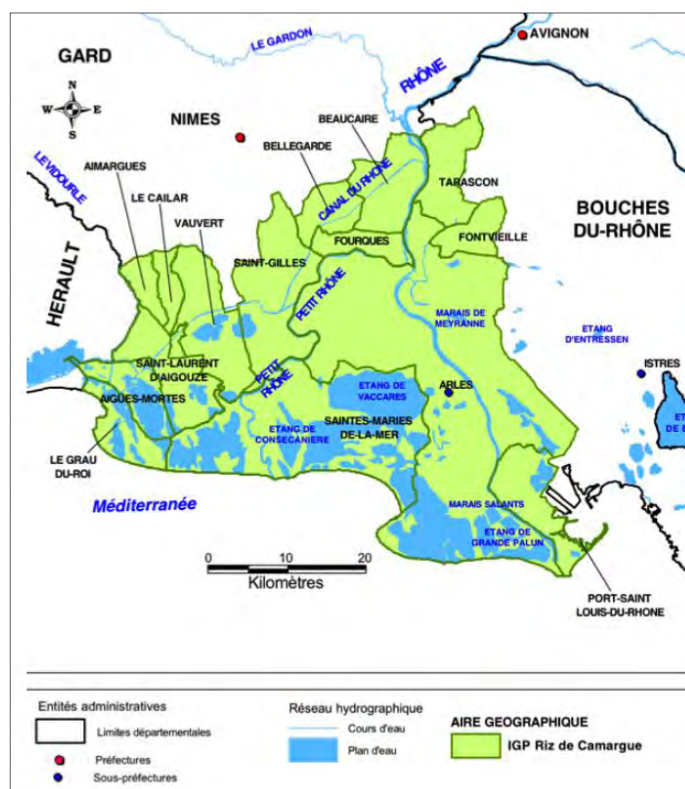 AVIGNON
GARD
LE GARDON
RHÔNE
N
W E
S
NIMES
BEAUCAIRE
BELLEGARDE
LE VIDOURLE
AIMARGUES
CANAL DU RHÔNE
TARASCON
LE CAILAR
VAUVERT
BOUCHES
DU-RHÔNE
FOURQUES
FONTVIEILLE
SAINT-GILLES
HERAULT
PETIT RHÔNE
MARAIS DE
MEYRANNE
ETANG
D'ENTRESSEN
SAINT-LAURENT
D'AIGOUZE
PETIT
RHÔNE
ISTRES
ETANG DE
VACCARES
ARLES
AIGUES-MORTES
SAINTES-MARIES
DE-LA-MER
ETANG DE
CONSECANIERE
LE GRAU
DU-ROI
Méditerranée
MARAIS SALANTS
ETANG DE
GRANDE PALUN
0 10 20
Kilomètres
PORT-SAINT
LOUIS-DU-RHONE
Entités administratives
Limites départementales
Préfectures
Sous-préfectures
Réseau hydrographique
Cours d'eau
Plan d'eau
AIRE GEOGRAPHIQUE
IGP Riz de Camargue